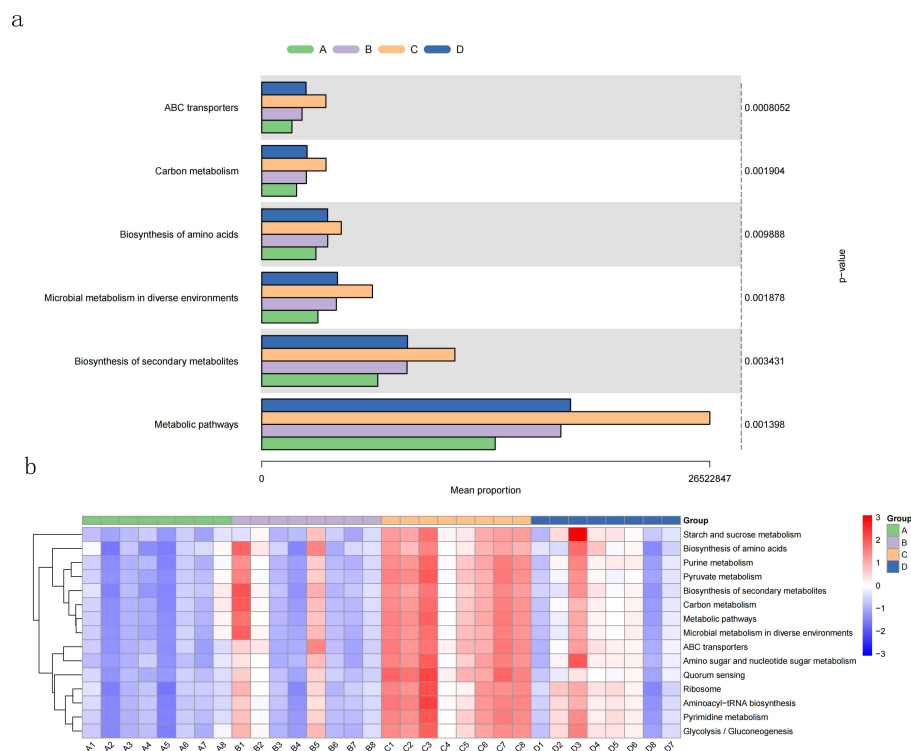 a
A B C D
ABC transporters
0.0008052
Carbon metabolism
0.001904
Biosynthesis of amino acids
0.009888
Microbial metabolism in diverse environments
0.001878
Biosynthesis of secondary metabolites
0.003431
Metabolic pathways
0.001398
p-value
0 26522847
Mean proportion
b
Group
Starch and sucrose metabolism
Biosynthesis of amino acids
Purine metabolism
Pyruvate metabolism
Biosynthesis of secondary metabolites
Carbon metabolism
Metabolic pathways
Microbial metabolism in diverse environments
ABC transporters
Amino sugar and nucleotide sugar metabolism
Quorum sensing
Ribosome
Aminoacyl-tRNA biosynthesis
Pyrimidine metabolism
Glycolysis / Gluconeogenesis
A1 A2 A3 A4 A5 A6 A7 A8 B1 B2 B3 B4 B5 B6 B7 B8 C1 C2 C3 C4 C5 C6 C7 C8 D1 D2 D3 D4 D5 D6 D8 D7
3
2
1
0
−1
−2
−3
Group
A
B
C
D